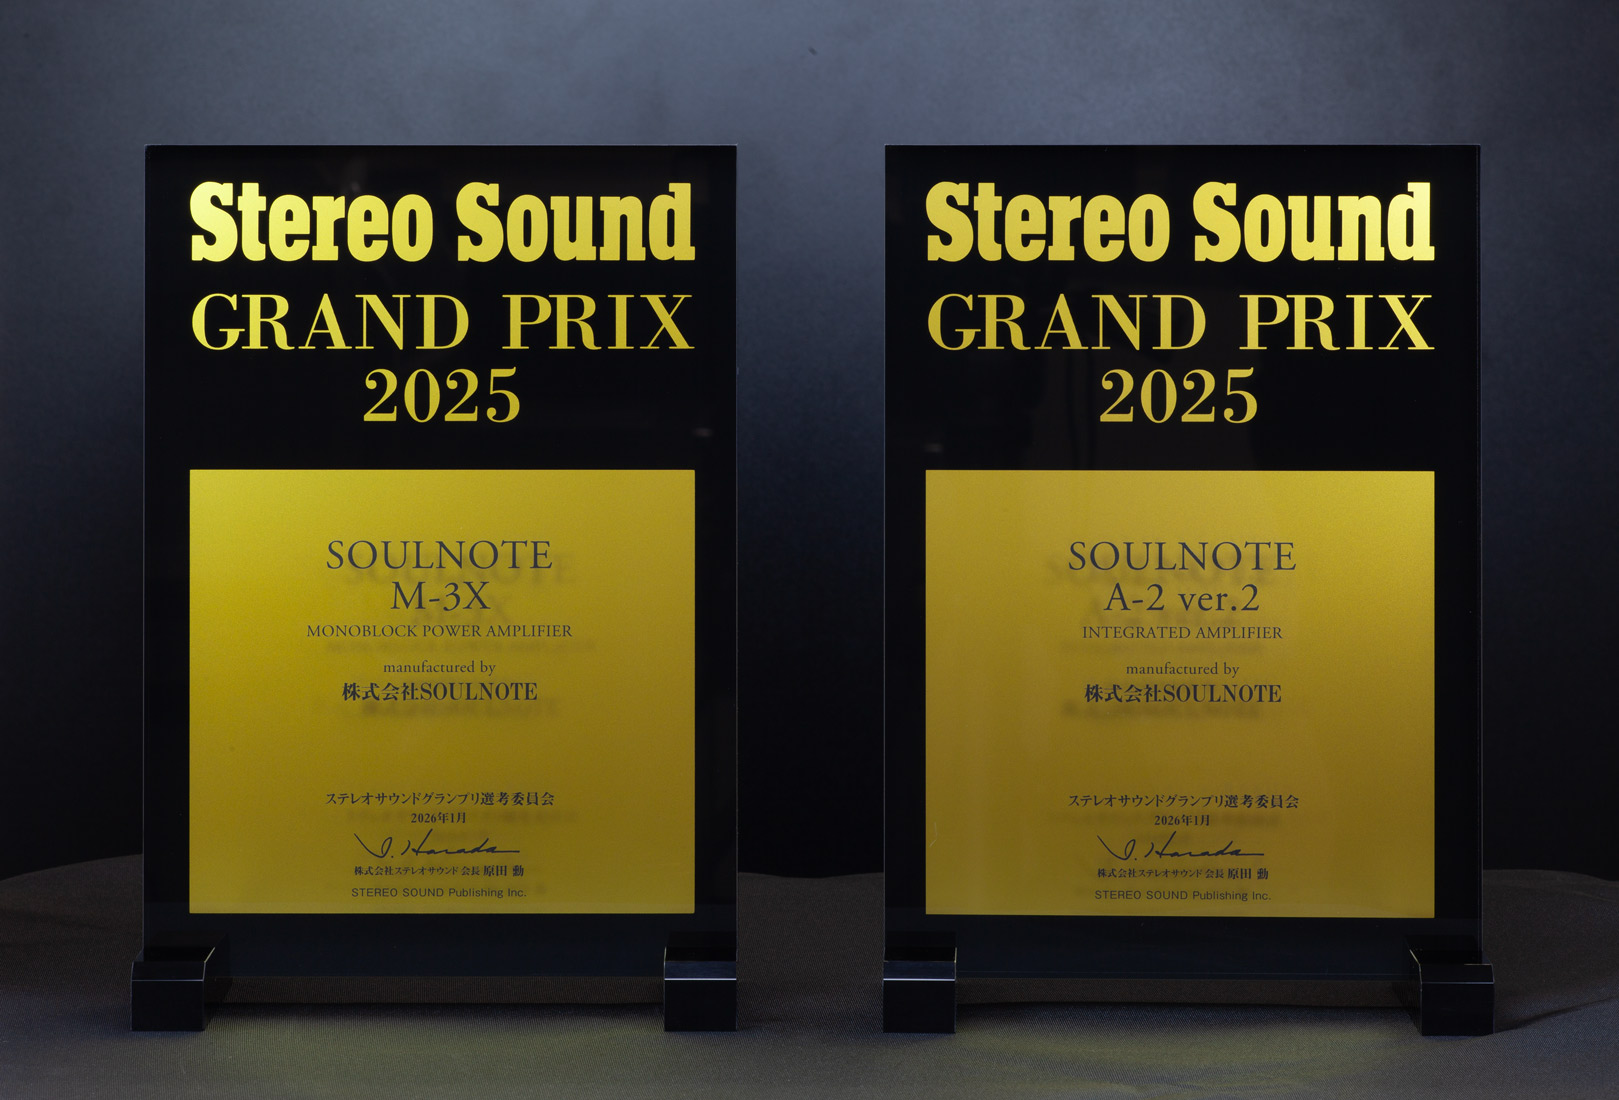 Stereo Sound
GRAND PRIX
2025
SOULNOTE
M-3X
MONOBLOCK POWER AMPLIFIER
manufactured by
株式会社SOULNOTE
ステレオサウンドグランプリ選考委員会
2026年1月
I. Harada
株式会社ステレオサウンド 会長 原田 勲
STEREO SOUND Publishing Inc.
Stereo Sound
GRAND PRIX
2025
SOULNOTE
A-2 ver.2
INTEGRATED AMPLIFIER
manufactured by
株式会社SOULNOTE
ステレオサウンドグランプリ選考委員会
2026年1月
I. Harada
株式会社ステレオサウンド 会長 原田 勲
STEREO SOUND Publishing Inc.